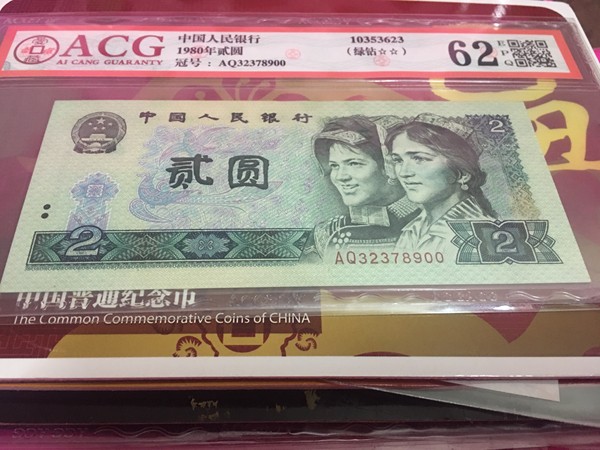 ACG
AI CANG GUARANTY
中国人民银行
1980年贰圆
冠号：AQ32378900
10353623
（绿钻☆☆）
62
E
P
Q
中国人民银行
贰圆
2
2
2
AQ32378900
中国普通纪念币
The Common Commemorative Coins of CHINA